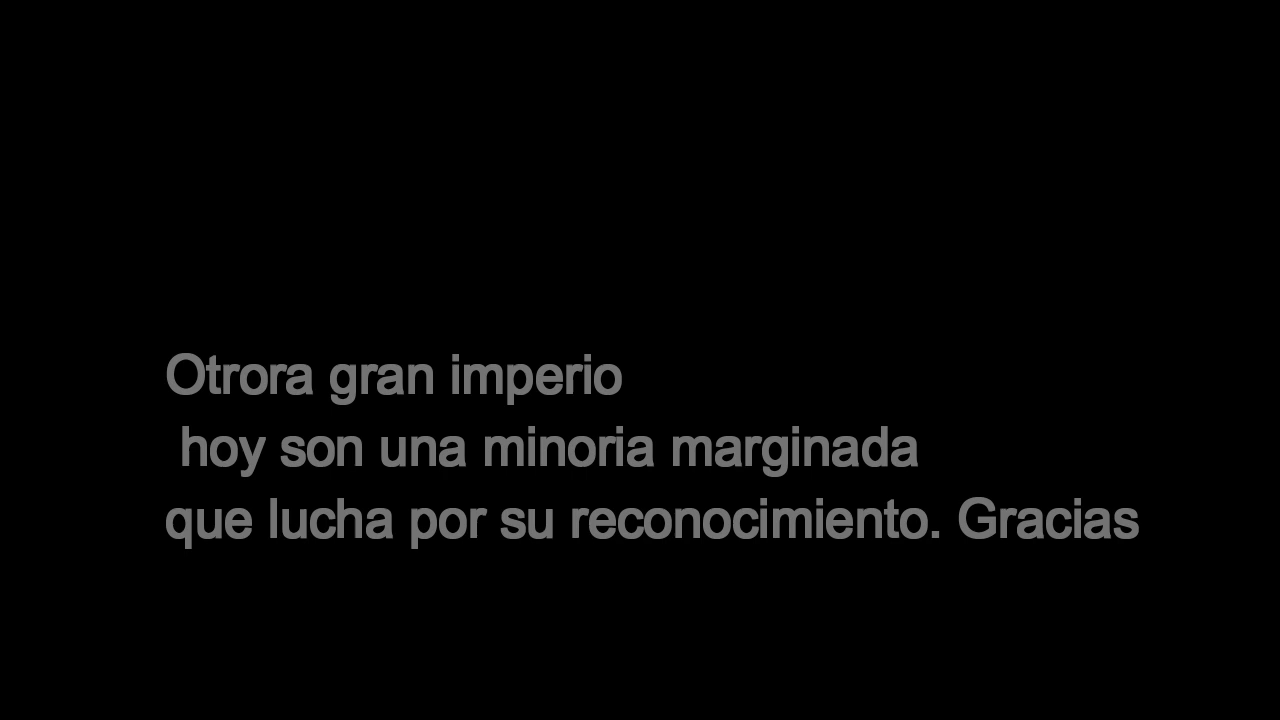 Otrora gran imperio
hoy son una minoria marginada
que lucha por su reconocimiento. Gracias